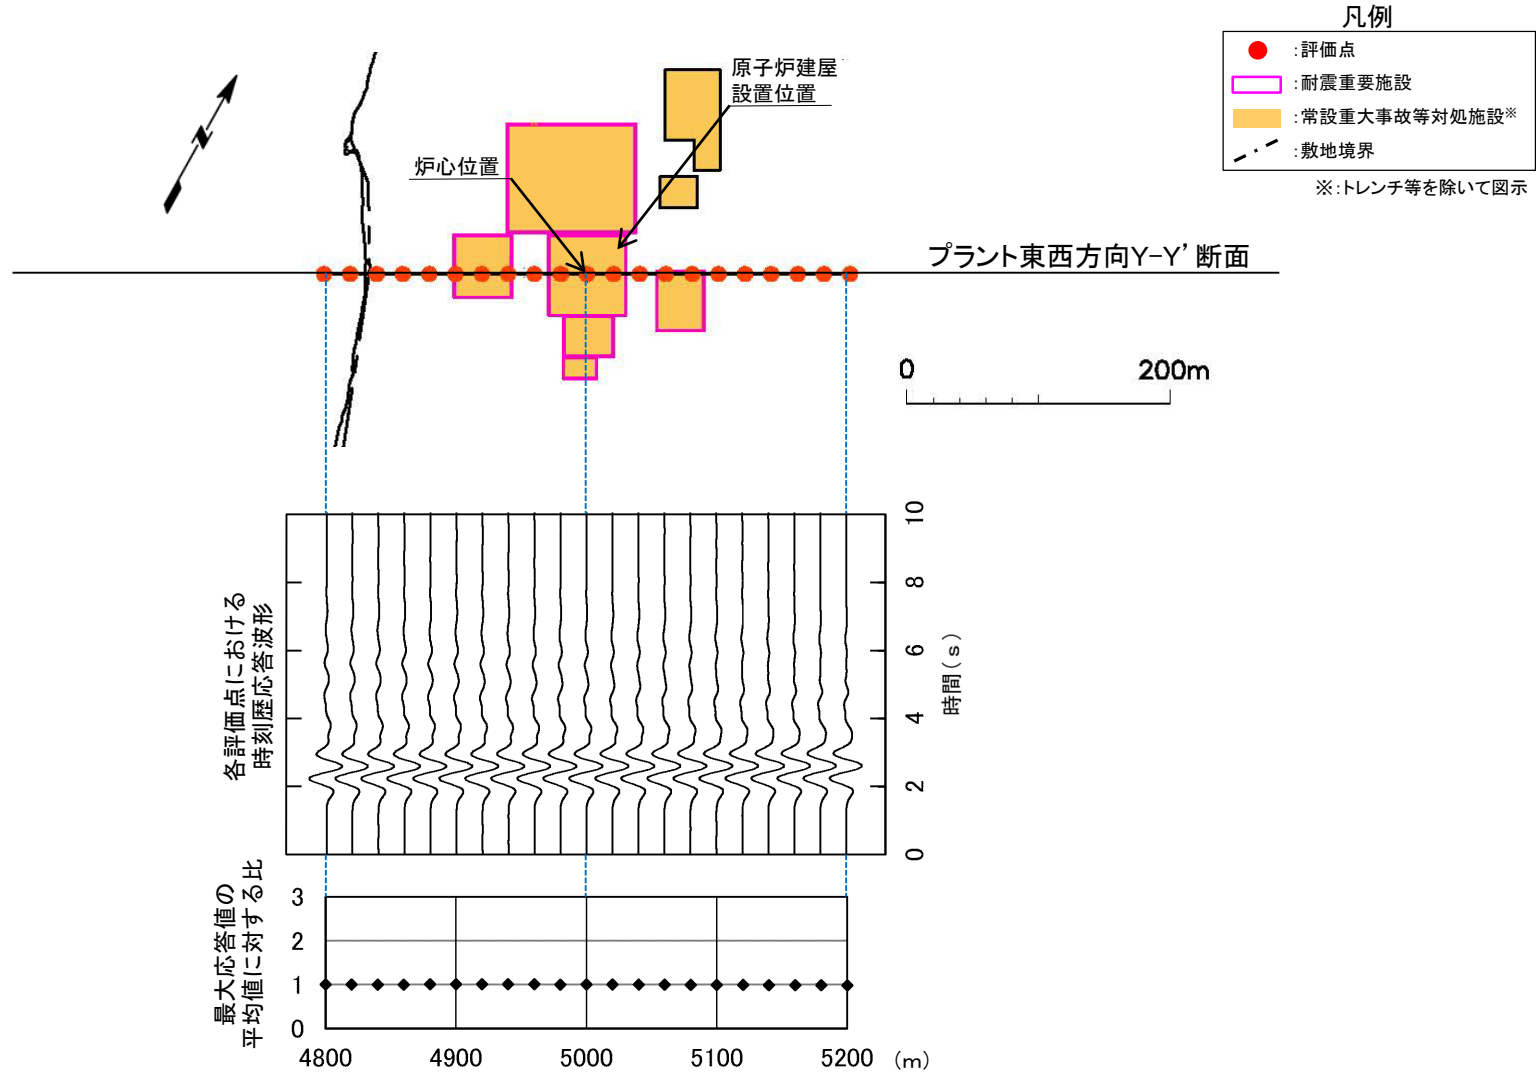 凡例
:評価点
:耐震重要施設
:常設重大事故等対処施設※
:敷地境界
※:トレンチ等を除いて図示
原子炉建屋
設置位置
炉心位置
N
プラント東西方向Y-Y’断面
0 200m
各評価点における
時刻歴応答波形
10
8
6
4
2
0
時間(s)
最大応答値の
平均値に対する比
3
2
1
0
4800 4900 5000 5100 5200 (m)